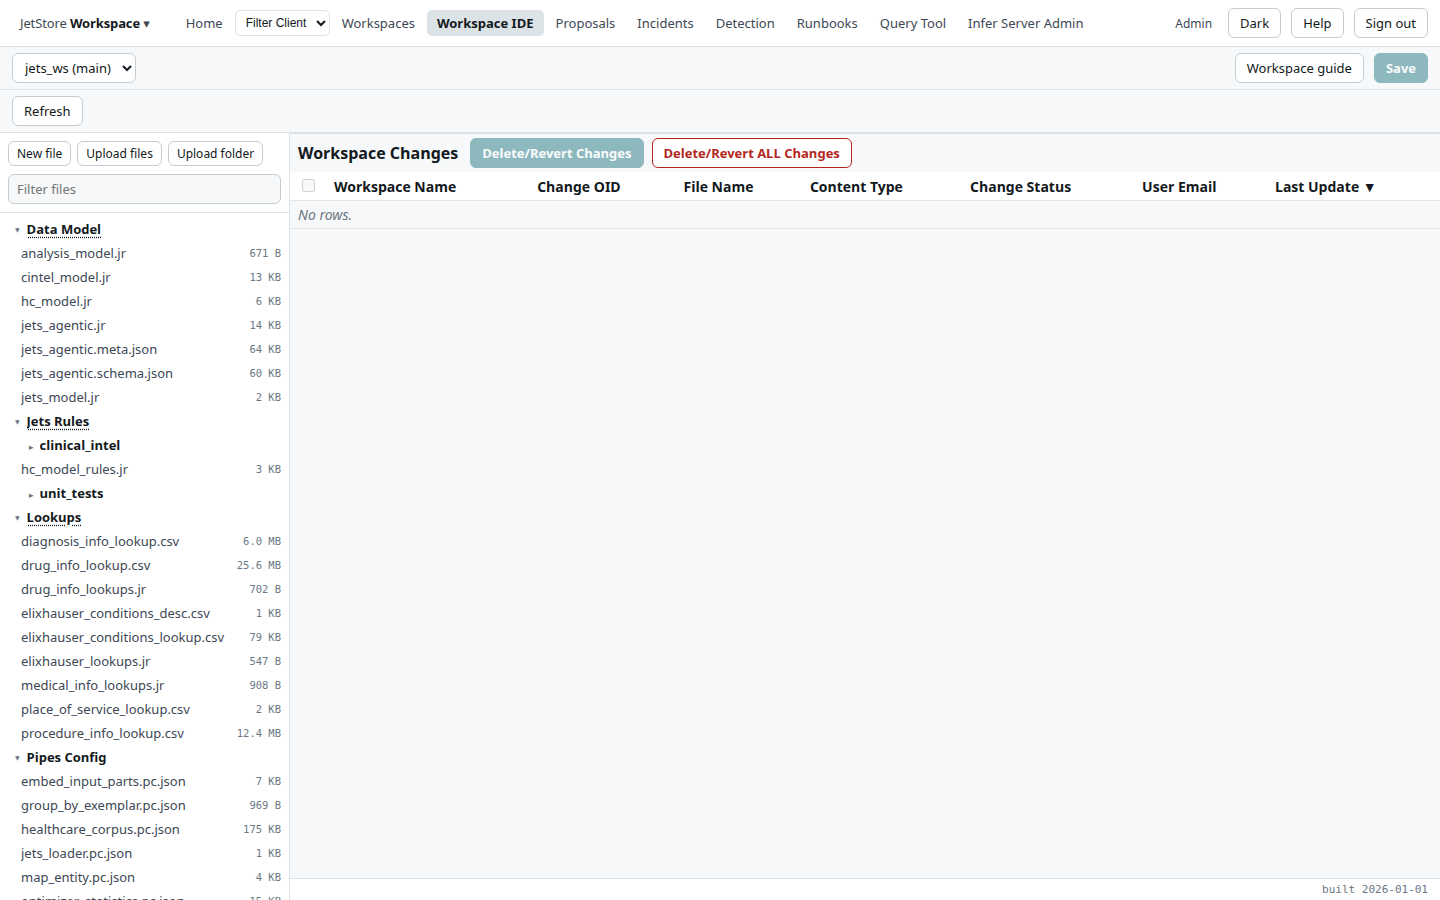 JetStore Workspace ▾ Home Filter Client Workspaces Workspace IDE Proposals Incidents Detection Runbooks Query Tool Infer Server Admin Admin Dark Help Sign out
jets_ws (main) Workspace guide Save
Refresh
New file Upload files Upload folder
Filter files
▾ Data Model
analysis_model.jr 671 B
cintel_model.jr 13 KB
hc_model.jr 6 KB
jets_agentic.jr 14 KB
jets_agentic.meta.json 64 KB
jets_agentic.schema.json 60 KB
jets_model.jr 2 KB
▾ Jets Rules
▸ clinical_intel
hc_model_rules.jr 3 KB
▸ unit_tests
▾ Lookups
diagnosis_info_lookup.csv 6.0 MB
drug_info_lookup.csv 25.6 MB
drug_info_lookups.jr 702 B
elixhauser_conditions_desc.csv 1 KB
elixhauser_conditions_lookup.csv 79 KB
elixhauser_lookups.jr 547 B
medical_info_lookups.jr 908 B
place_of_service_lookup.csv 2 KB
procedure_info_lookup.csv 12.4 MB
▾ Pipes Config
embed_input_parts.pc.json 7 KB
group_by_exemplar.pc.json 969 B
healthcare_corpus.pc.json 175 KB
jets_loader.pc.json 1 KB
map_entity.pc.json 4 KB
Workspace Changes Delete/Revert Changes Delete/Revert ALL Changes
Workspace Name Change OID File Name Content Type Change Status User Email Last Update ▼
No rows.
built 2026-01-01